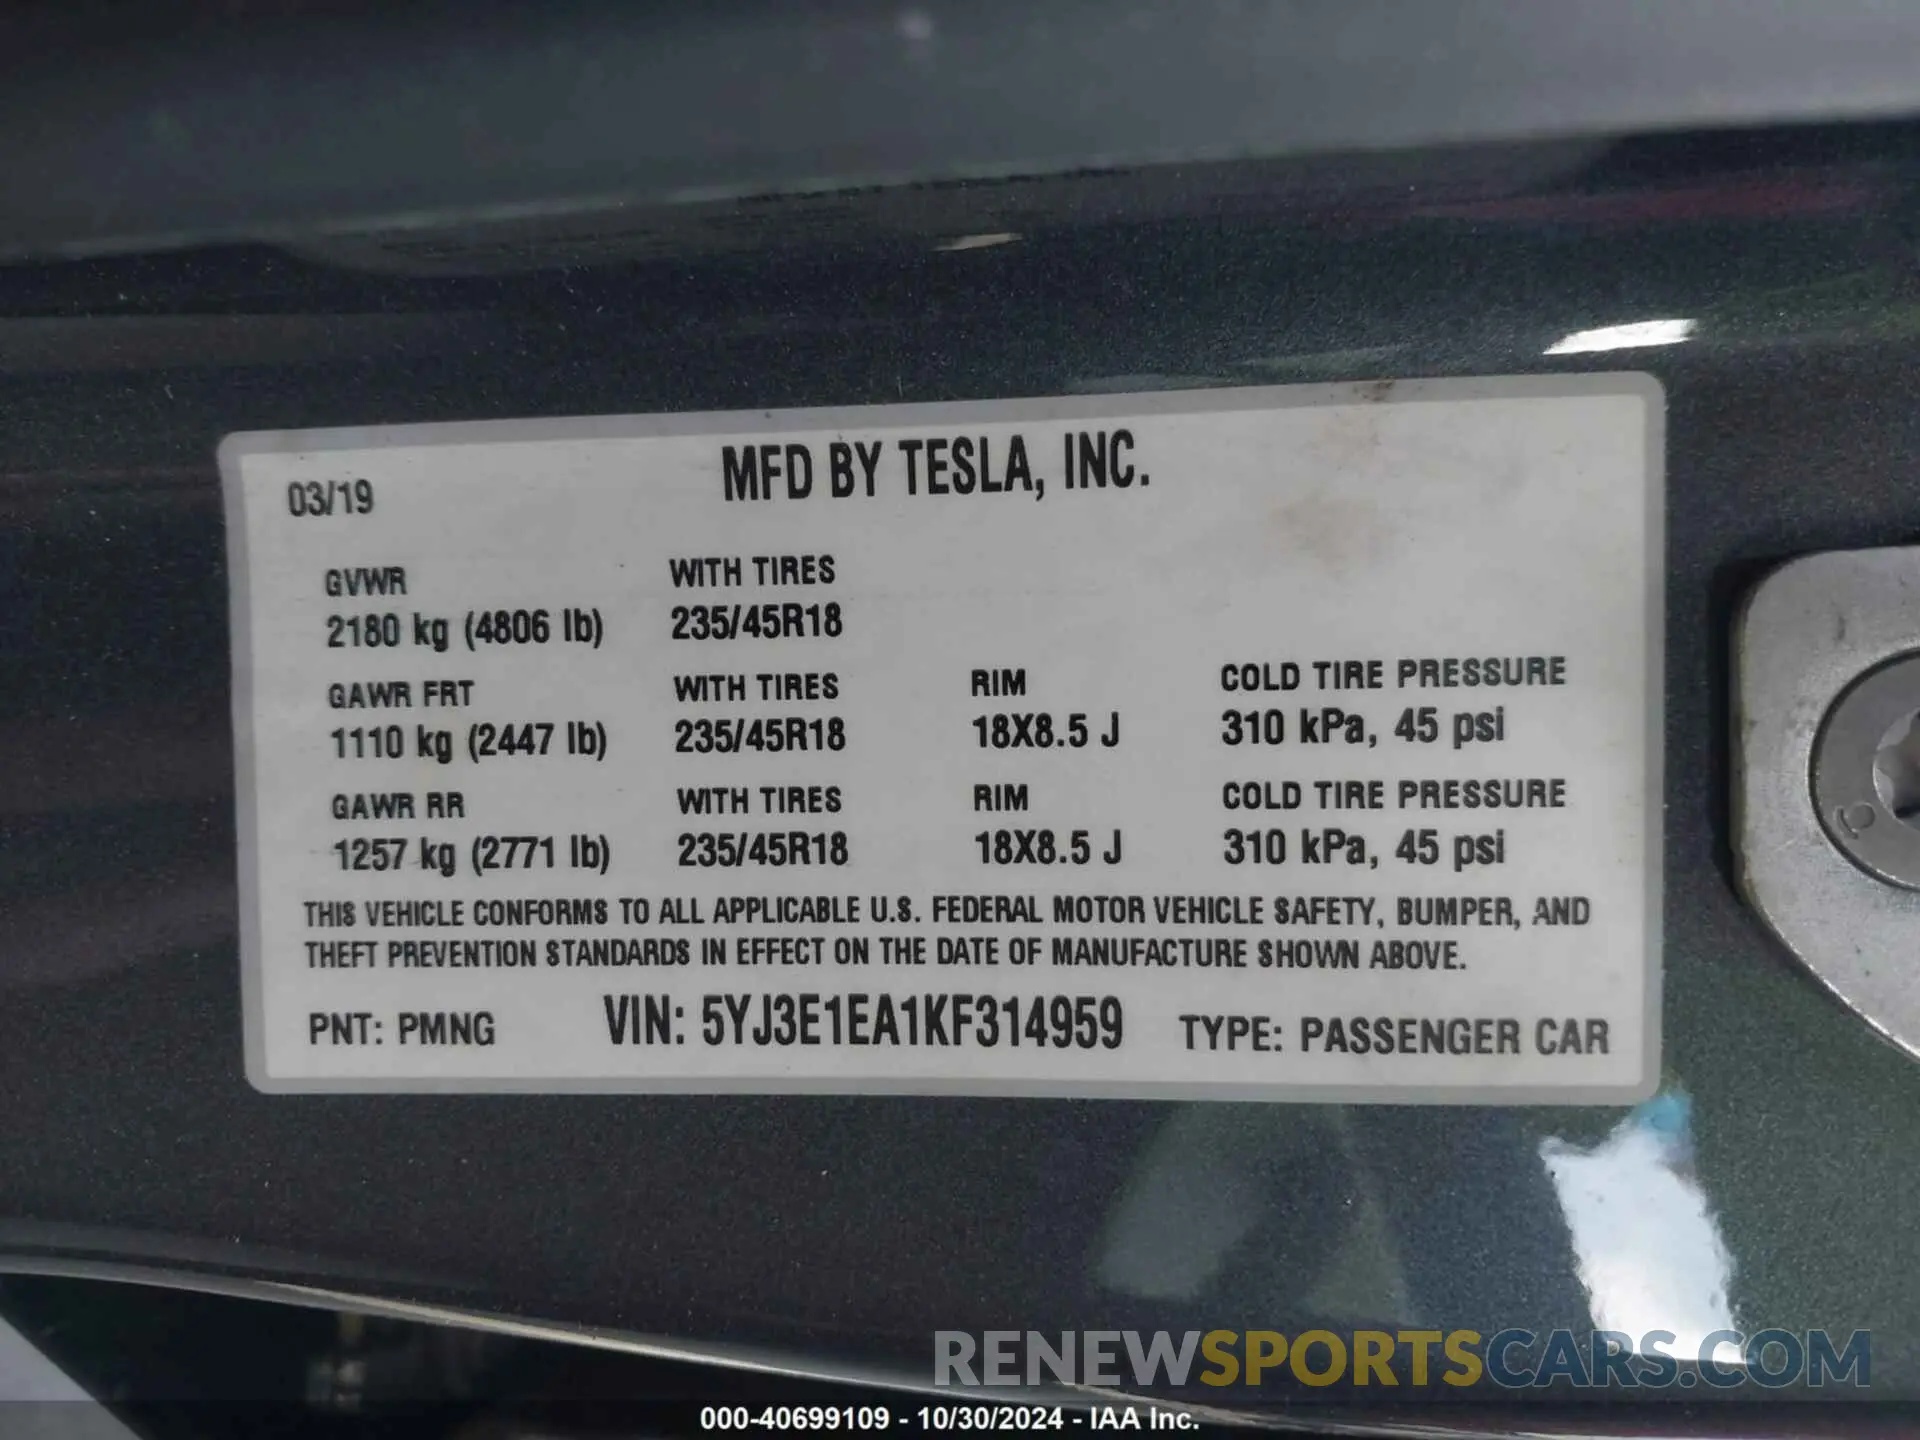 03/19
MFD BY TESLA, INC.
GVWR WITH TIRES
2180 kg (4806 lb) 235/45R18
GAWR FRT WITH TIRES RIM COLD TIRE PRESSURE
1110 kg (2447 lb) 235/45R18 18X8.5 J 310 kPa, 45 psi
GAWR RR WITH TIRES RIM COLD TIRE PRESSURE
1257 kg (2771 lb) 235/45R18 18X8.5 J 310 kPa, 45 psi
THIS VEHICLE CONFORMS TO ALL APPLICABLE U.S. FEDERAL MOTOR VEHICLE SAFETY, BUMPER, AND
THEFT PREVENTION STANDARDS IN EFFECT ON THE DATE OF MANUFACTURE SHOWN ABOVE.
PNT: PMNG VIN: 5YJ3E1EA1KF314959 TYPE: PASSENGER CAR
RENEWSPORTSCARS.COM
000-40699109 - 10/30/2024 - IAA Inc.